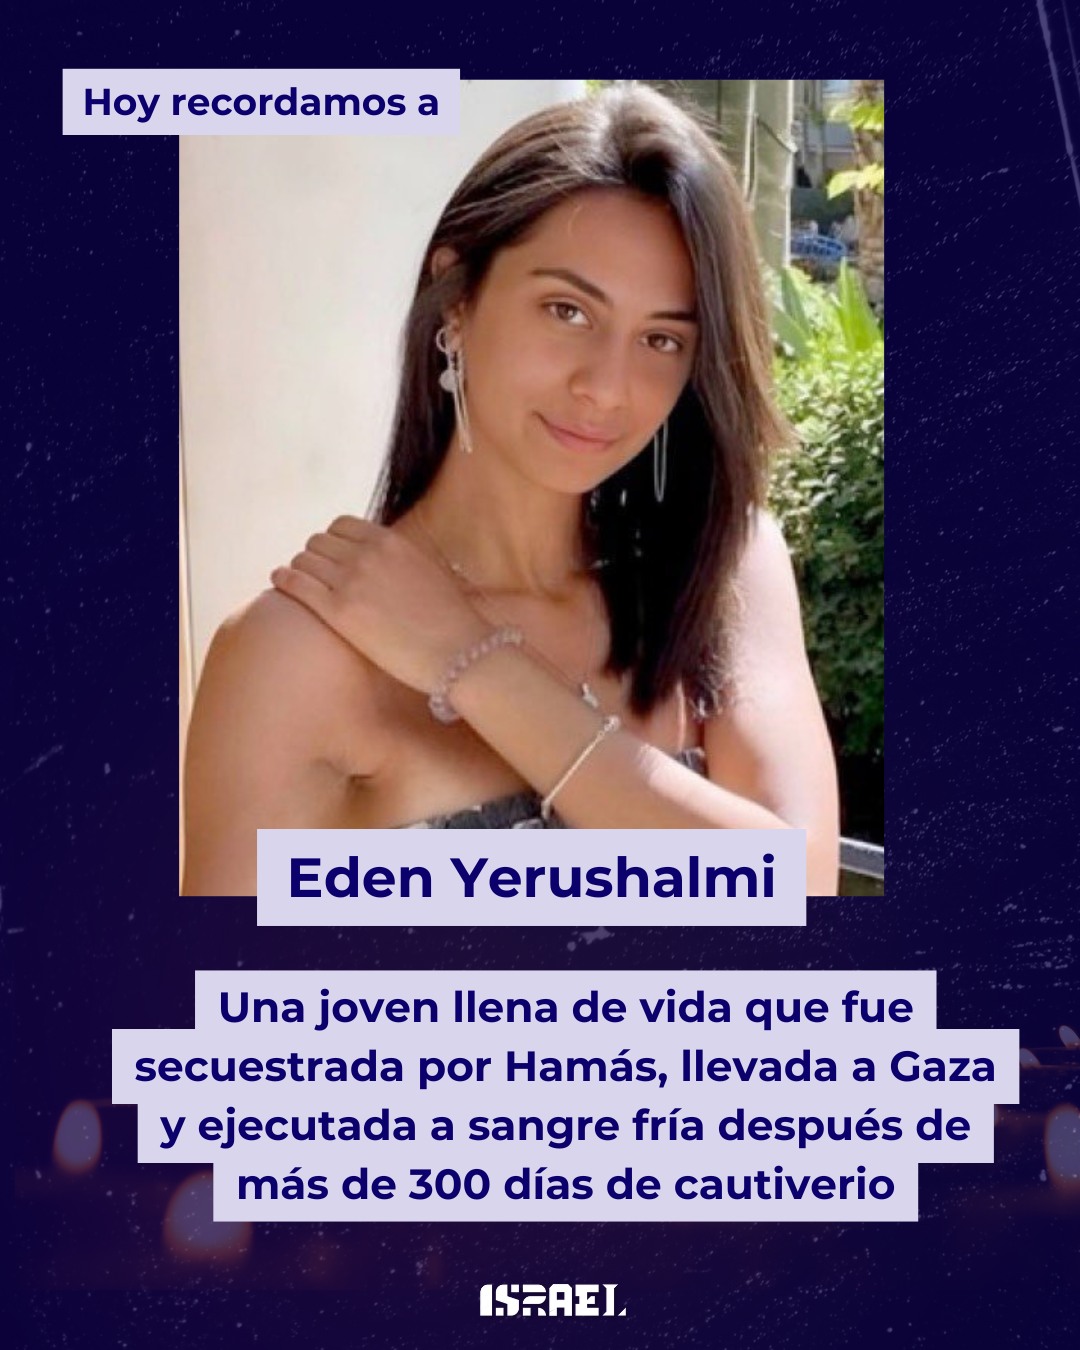 Hoy recordamos a
Eden Yerushalmi
Una joven llena de vida que fue
secuestrada por Hamás, llevada a Gaza
y ejecutada a sangre fría después de
más de 300 días de cautiverio
ISRAEL